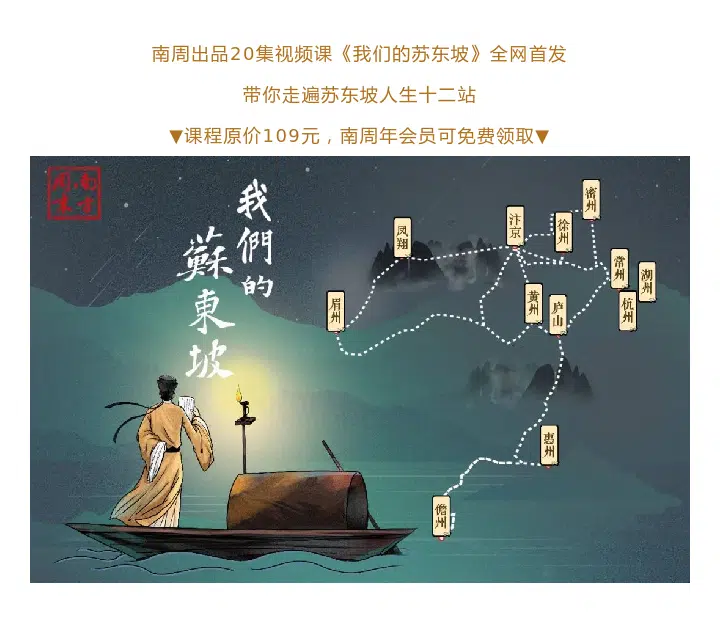 南周出品20集视频课《我们的苏东坡》全网首发
带你走遍苏东坡人生十二站
▼课程原价109元，南周年会员可免费领取▼
南方
周末
我們的
蘇東坡
密州
汴京
徐州
凤翔
常州
湖州
眉州
黄州
庐山
杭州
惠州
儋州